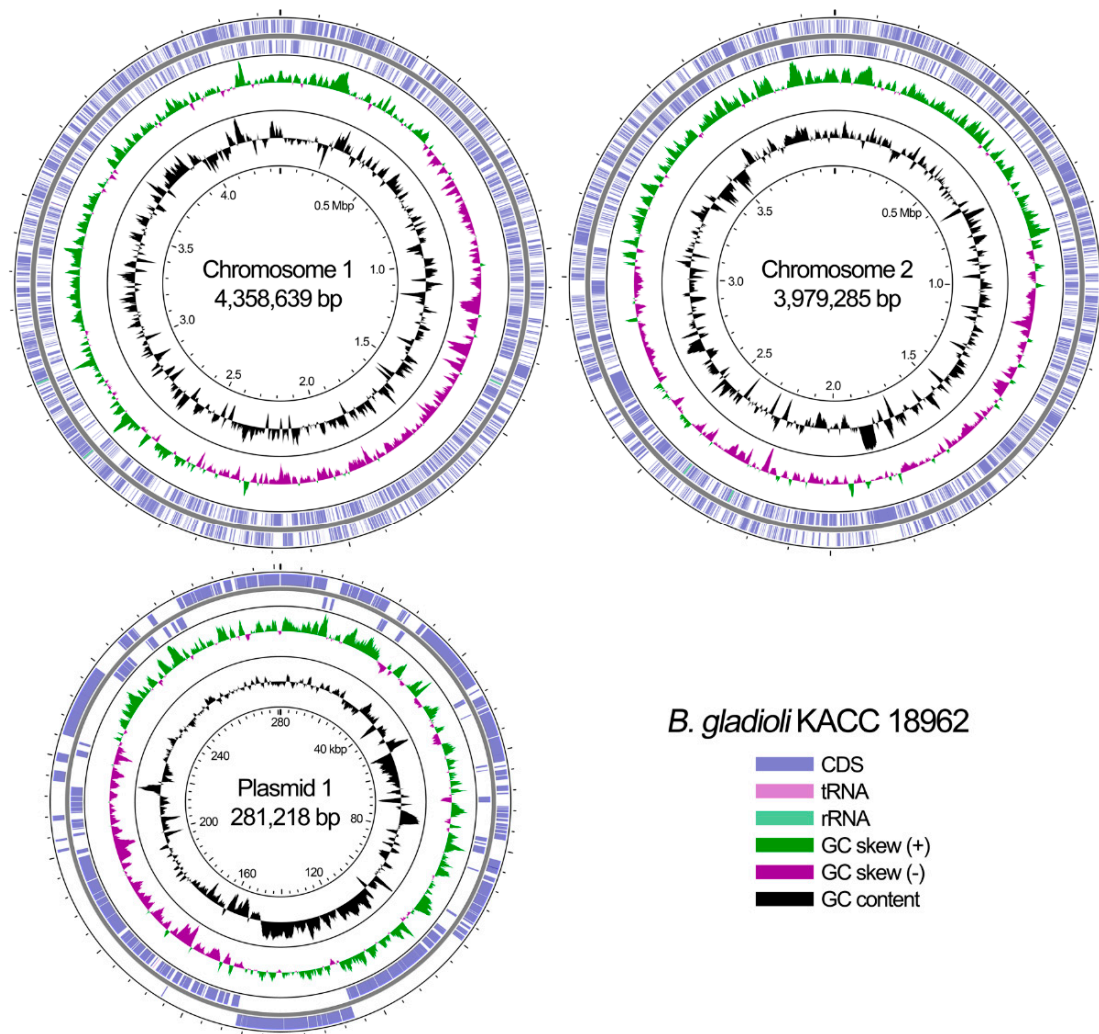 4.0
0.5 Mbp
3.5
1.0
Chromosome 1
4,358,639 bp
3.0
1.5
2.5
2.0
3.5
0.5 Mbp
3.0
1.0
Chromosome 2
3,979,285 bp
2.5
1.5
2.0
280
240
40 kbp
Plasmid 1
281,218 bp
200
80
160
120
B. gladioli KACC 18962
CDS
tRNA
rRNA
GC skew (+)
GC skew (-)
GC content